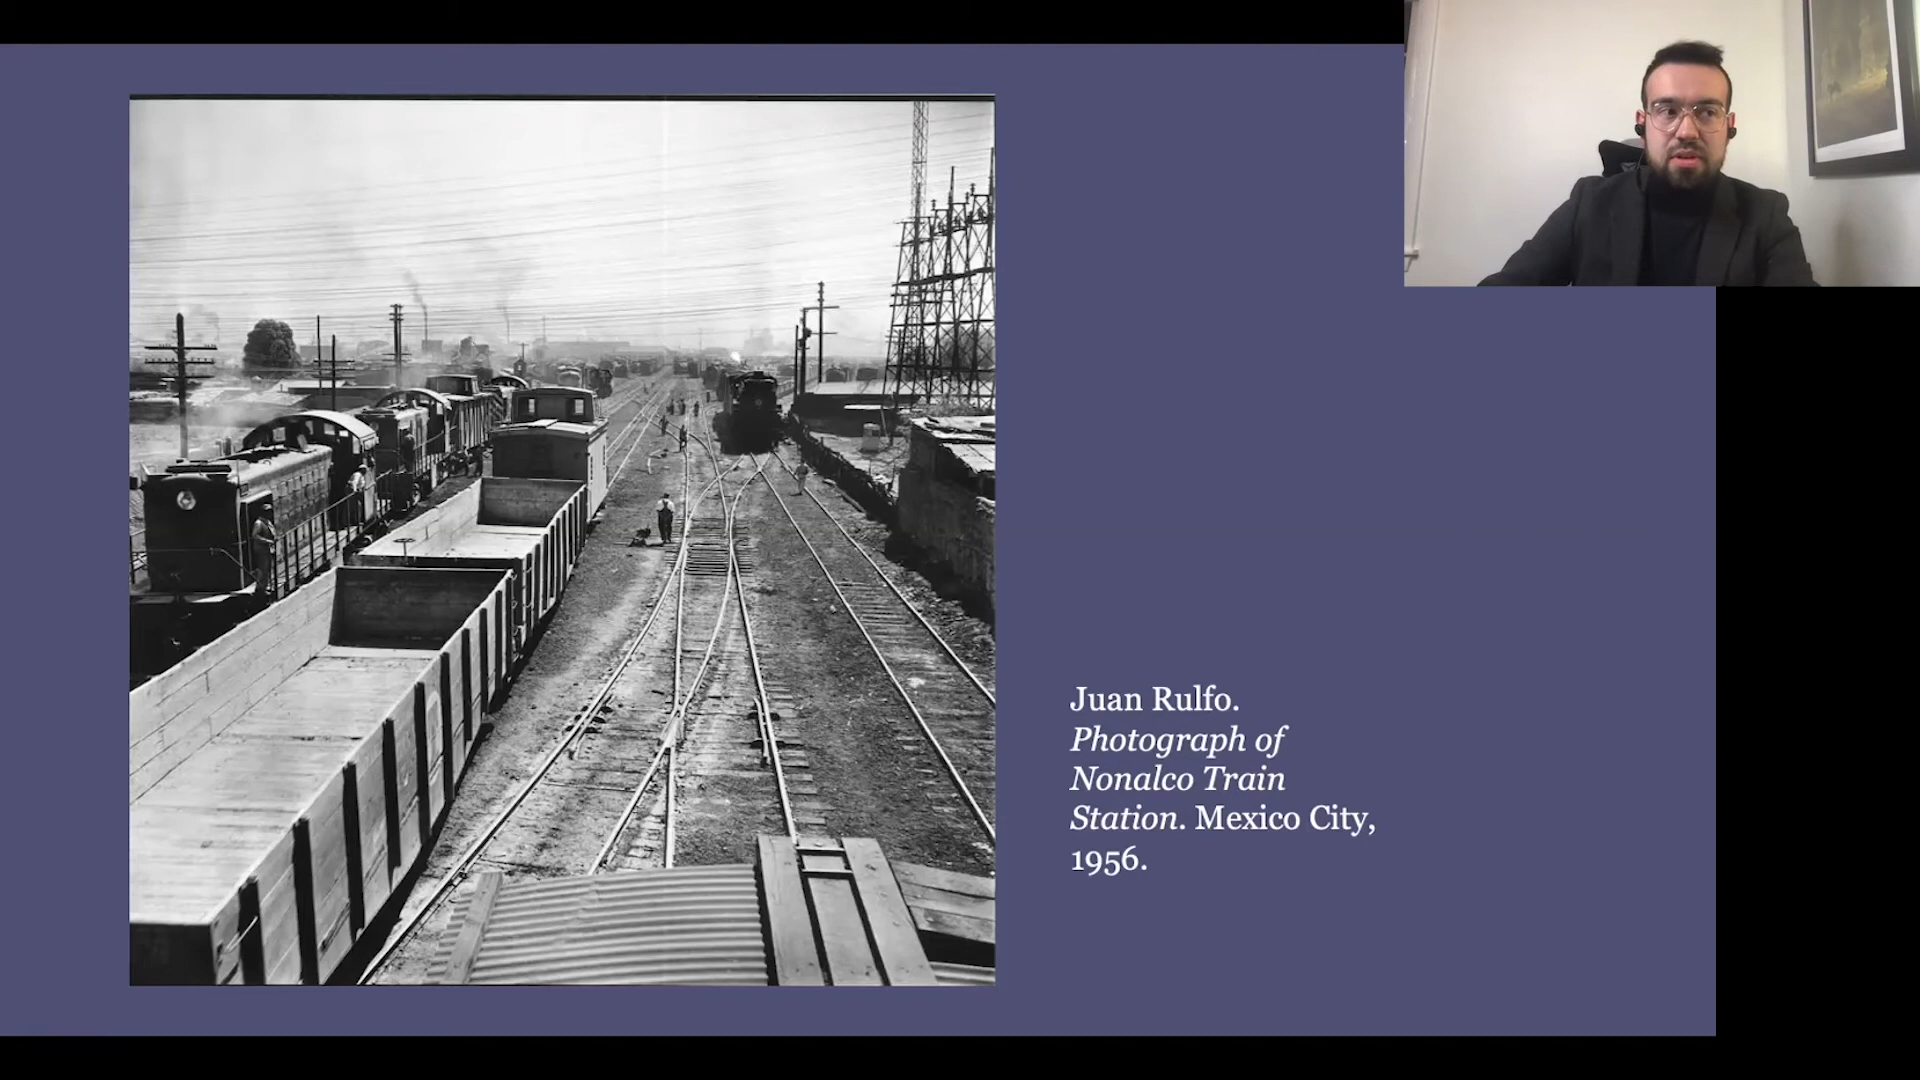 Juan Rulfo.
Photograph of
Nonalco Train
Station. Mexico City,
1956.